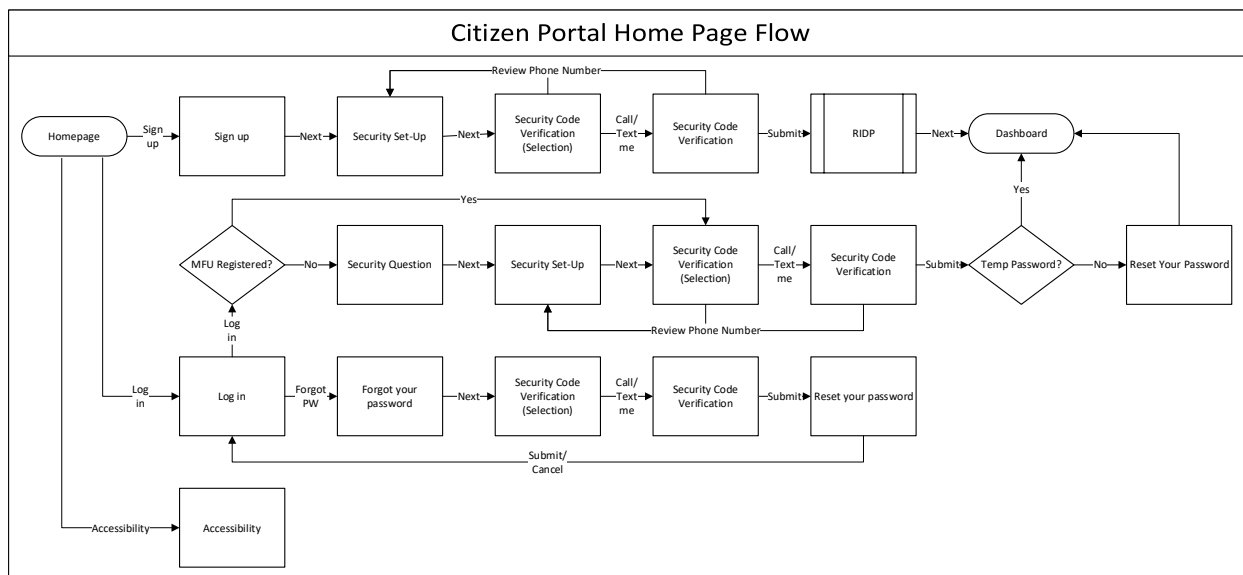 Citizen Portal Home Page Flow
Review Phone Number
Homepage
Sign
up
Sign up
Next
Security Set-Up
Next
Security Code
Verification
(Selection)
Call/
Text
me
Security Code
Verification
Submit
RIDP
Next
Dashboard
Yes
Yes
MFU Registered?
No
Security Question
Next
Security Set-Up
Next
Security Code
Verification
(Selection)
Call/
Text
me
Security Code
Verification
Submit
Temp Password?
No
Reset Your Password
Review Phone Number
Log
in
Log
in
Log in
Forgot
PW
Forgot your
password
Next
Security Code
Verification
(Selection)
Call/
Text
me
Security Code
Verification
Submit
Reset your password
Submit/
Cancel
Accessibility
Accessibility